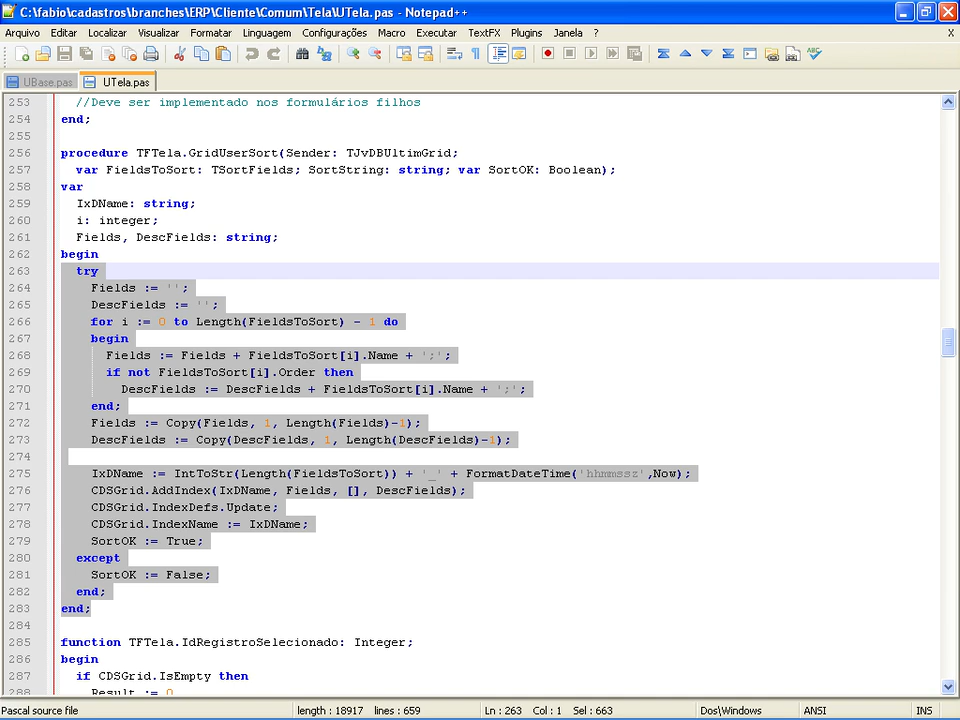 C:\fabio\cadastros\branches\ERP\Cliente\Comum\Tela\UTela.pas - Notepad++
Arquivo Editar Localizar Visualizar Formatar Linguagem Configurações Macro Executar TextFX Plugins Janela ? X
UBase.pas UTela.pas
253 //Deve ser implementado nos formulários filhos
254 end;
255
256 procedure TFTela.GridUserSort(Sender: TJvDBUltimGrid;
257 var FieldsToSort: TSortFields; SortString: string; var SortOK: Boolean);
258 var
259 IxDName: string;
260 i: integer;
261 Fields, DescFields: string;
262 begin
263 try
264 Fields := '';
265 DescFields := '';
266 for i := 0 to Length(FieldsToSort) - 1 do
267 begin
268 Fields := Fields + FieldsToSort[i].Name + ';';
269 if not FieldsToSort[i].Order then
270 DescFields := DescFields + FieldsToSort[i].Name + ';';
271 end;
272 Fields := Copy(Fields, 1, Length(Fields)-1);
273 DescFields := Copy(DescFields, 1, Length(DescFields)-1);
274
275 IxDName := IntToStr(Length(FieldsToSort)) + '_' + FormatDateTime('hhmmssz',Now);
276 CDSGrid.AddIndex(IxDName, Fields, [], DescFields);
277 CDSGrid.IndexDefs.Update;
278 CDSGrid.IndexName := IxDName;
279 SortOK := True;
280 except
281 SortOK := False;
282 end;
283 end;
284
285 function TFTela.IdRegistroSelecionado: Integer;
286 begin
287 if CDSGrid.IsEmpty then
288 Result := 0
Pascal source file length : 18917 lines : 659 Ln : 263 Col : 1 Sel : 663 Dos\Windows ANSI INS